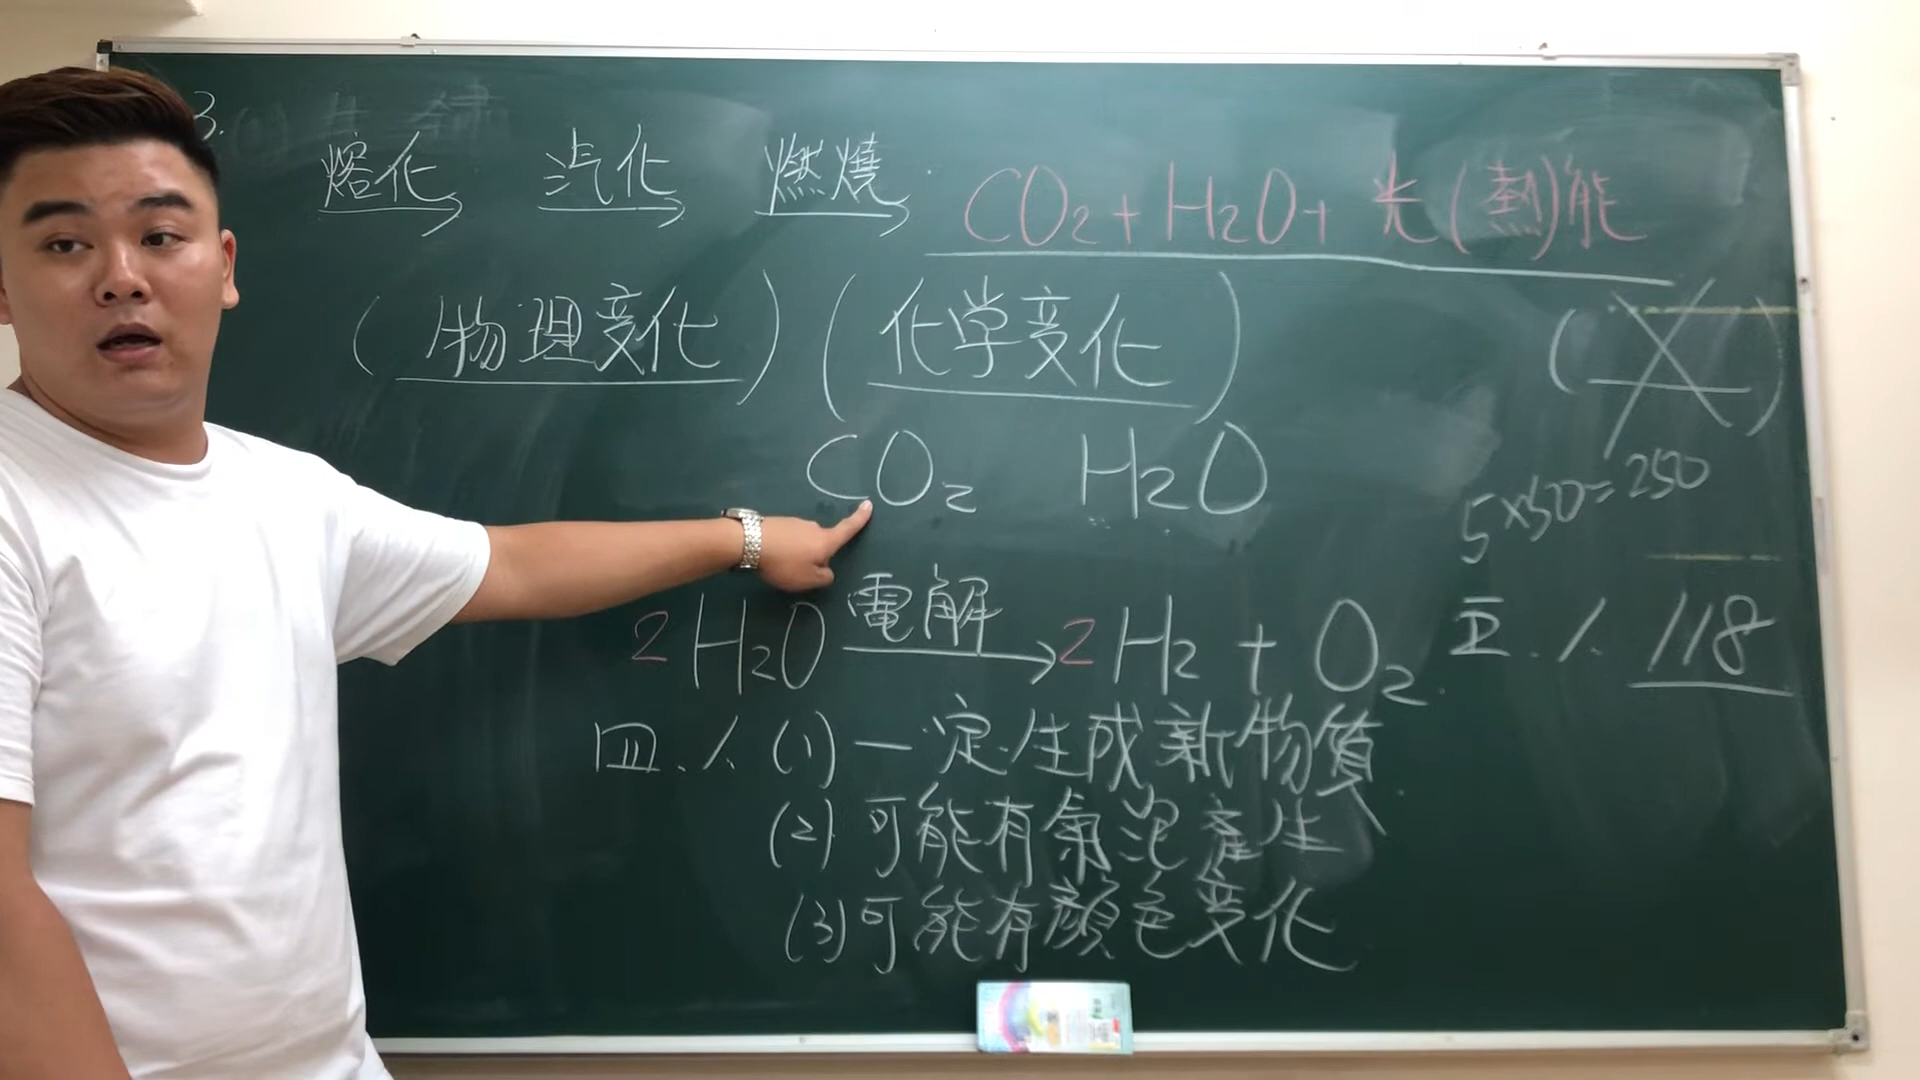 3.
熔化 汽化 燃燒 CO₂ + H₂O + 光(熱)能
(物理变化) (化学变化)
CO₂ H₂O
5×50=250
2H₂O 電解 → 2H₂ + O₂
五. 1. 118
四. 1. (1) 一定生成新物質
(2) 可能有氣泡產生
(3) 可能有顏色变化